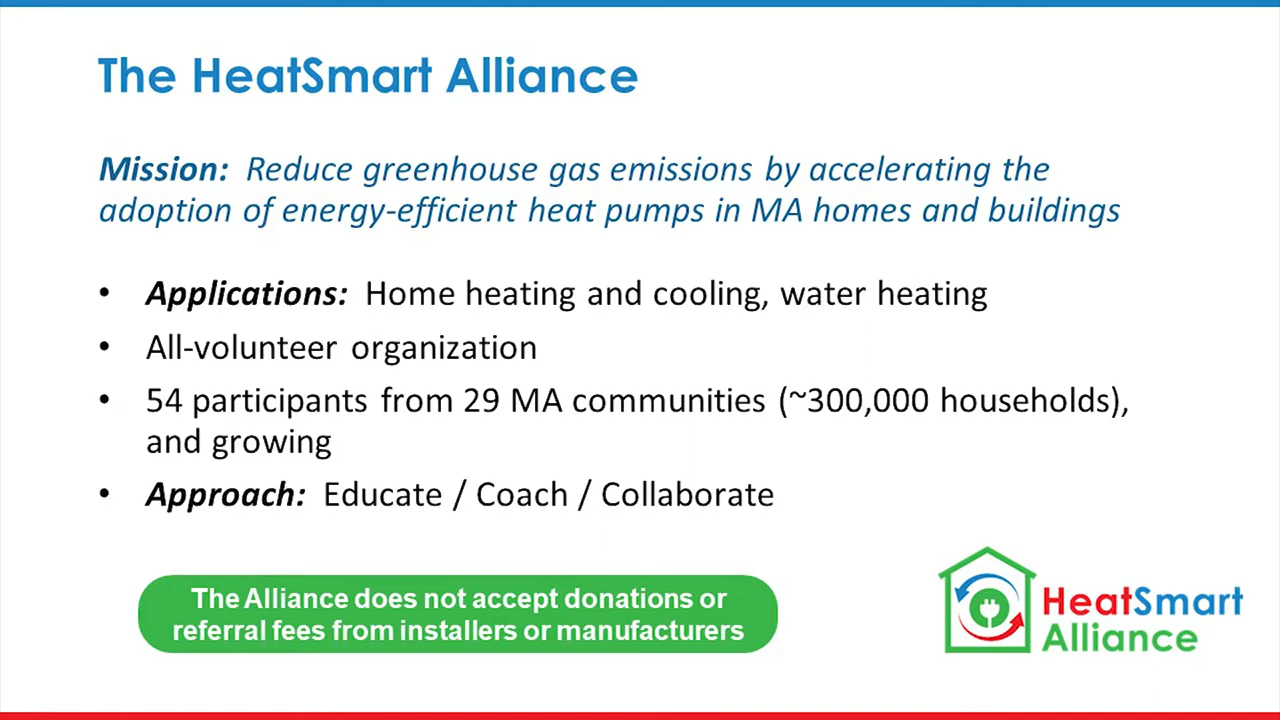 The HeatSmart Alliance
Mission: Reduce greenhouse gas emissions by accelerating the
adoption of energy-efficient heat pumps in MA homes and buildings
• Applications: Home heating and cooling, water heating
• All-volunteer organization
• 54 participants from 29 MA communities (~300,000 households),
and growing
• Approach: Educate / Coach / Collaborate
The Alliance does not accept donations or
referral fees from installers or manufacturers
HeatSmart
Alliance